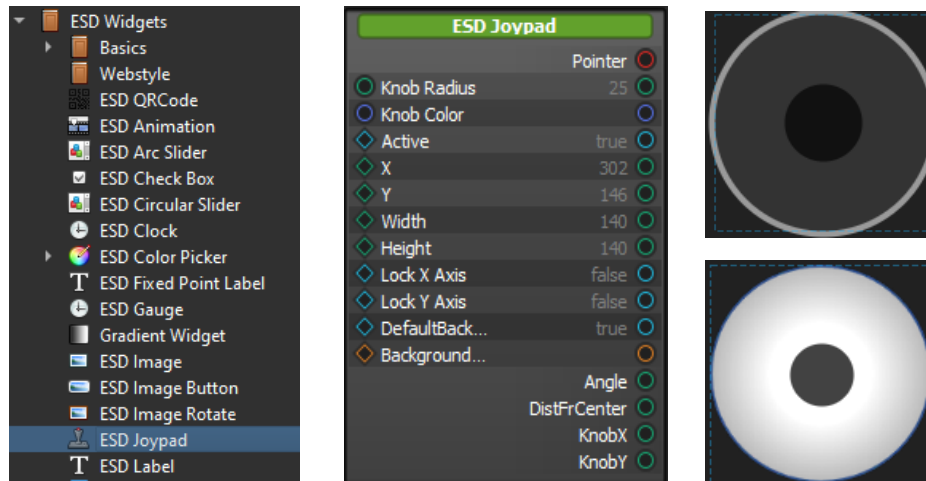 ESD Widgets
Basics
Webstyle
ESD QRCode
ESD Animation
ESD Arc Slider
ESD Check Box
ESD Circular Slider
ESD Clock
ESD Color Picker
T ESD Fixed Point Label
ESD Gauge
Gradient Widget
ESD Image
ESD Image Button
ESD Image Rotate
ESD Joypad
T ESD Label
ESD Joypad
Pointer
Knob Radius 25
Knob Color
Active true
X 302
Y 146
Width 140
Height 140
Lock X Axis false
Lock Y Axis false
DefaultBack... true
Background...
Angle
DistFrCenter
KnobX
KnobY